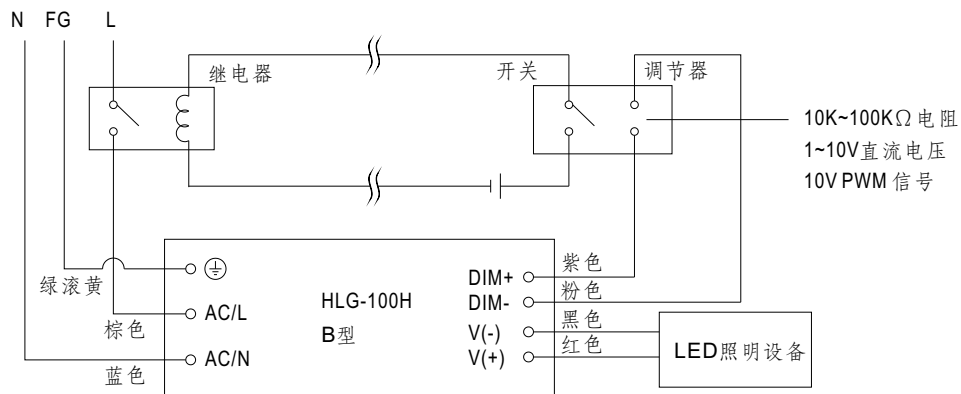 N FG L
继电器
开关
调节器
10K~100KΩ电阻
1~10V直流电压
10V PWM 信号
绿滚黄
棕色
蓝色
AC/L
AC/N
HLG-100H
B型
DIM+
DIM-
V(-)
V(+)
紫色
粉色
黑色
红色
LED照明设备